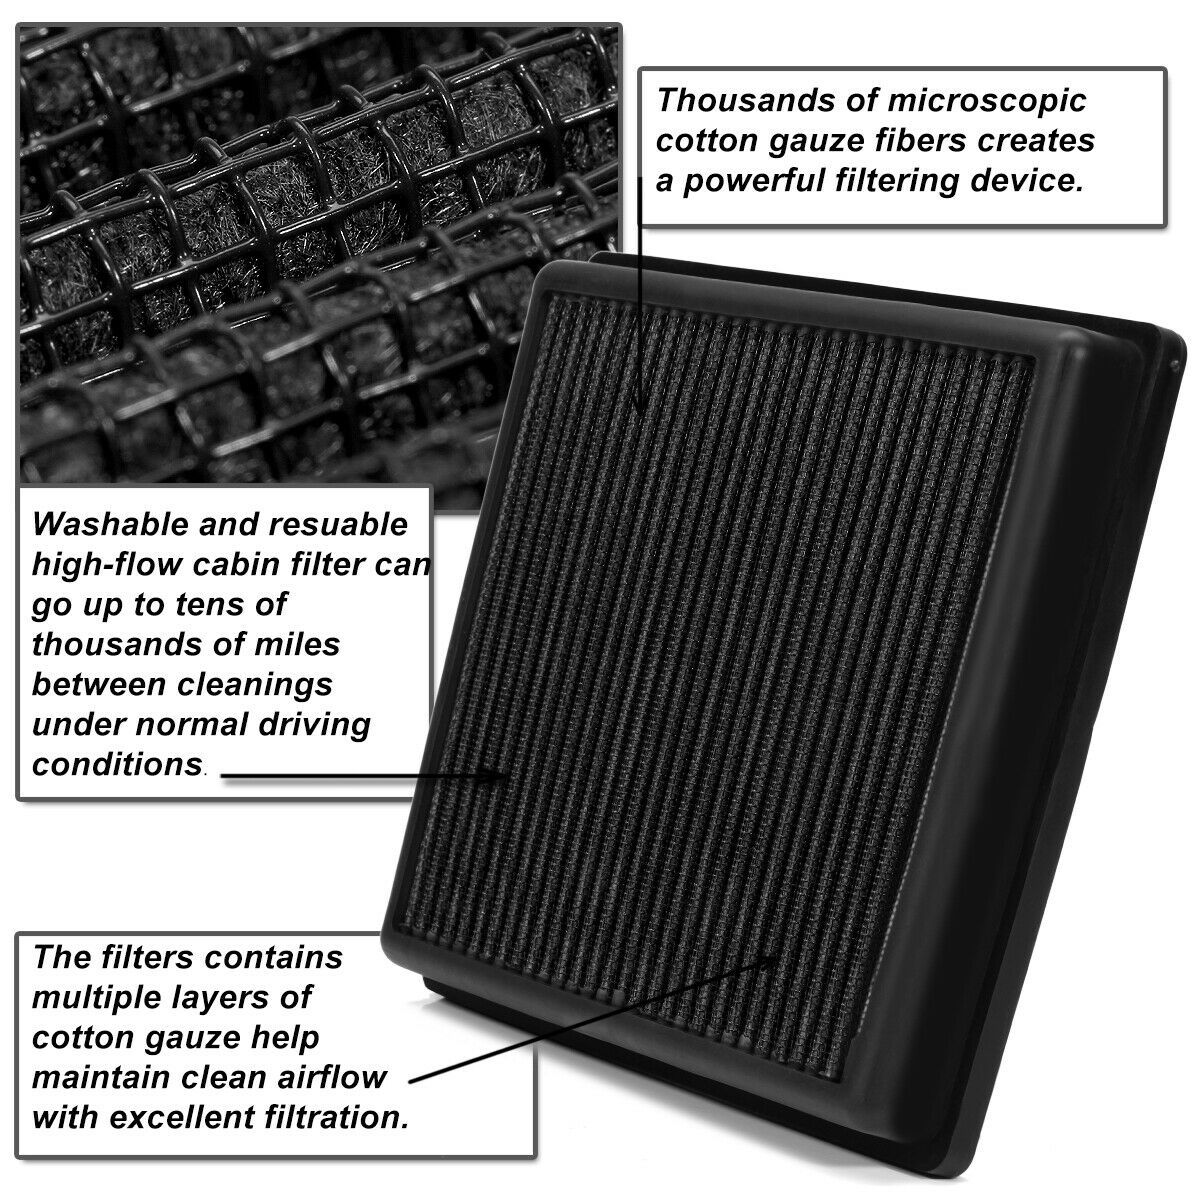 Thousands of microscopic
cotton gauze fibers creates
a powerful filtering device.
Washable and resuable
high-flow cabin filter can
go up to tens of
thousands of miles
between cleanings
under normal driving
conditions.
The filters contains
multiple layers of
cotton gauze help
maintain clean airflow
with excellent filtration.